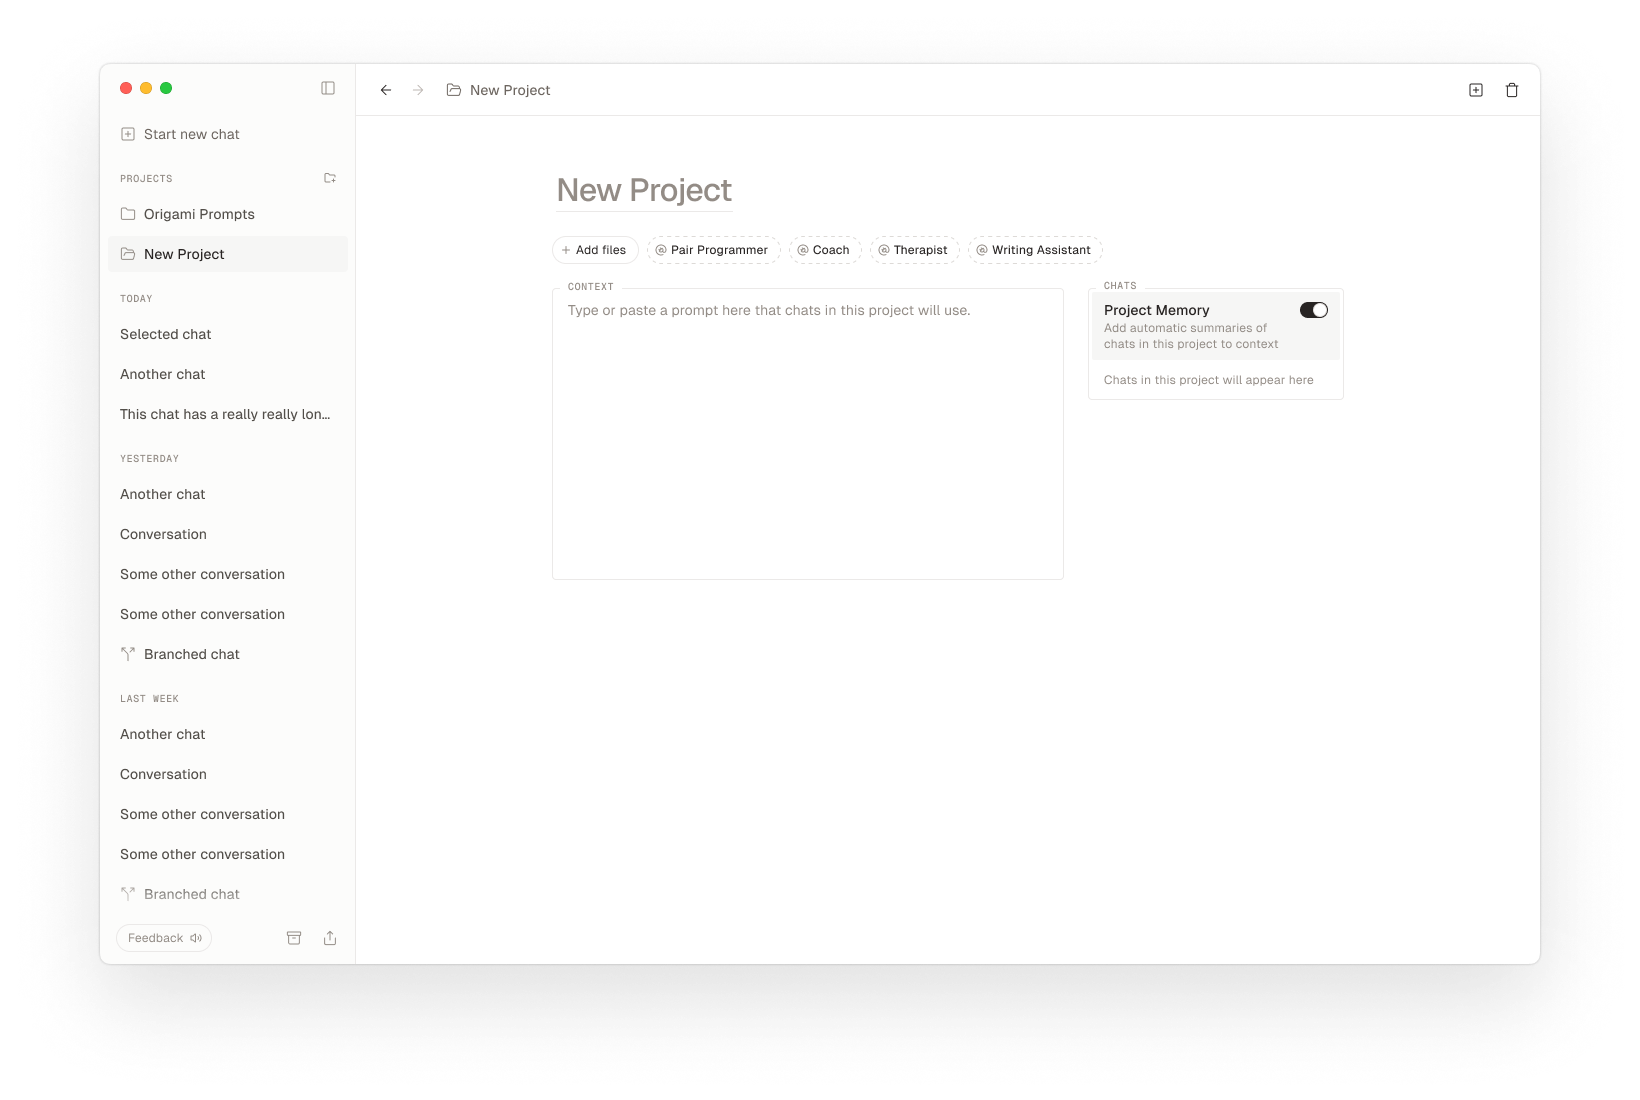 New Project
Start new chat
PROJECTS
Origami Prompts
New Project
TODAY
Selected chat
Another chat
This chat has a really really lon...
YESTERDAY
Another chat
Conversation
Some other conversation
Some other conversation
Branched chat
LAST WEEK
Another chat
Conversation
Some other conversation
Some other conversation
Branched chat
Feedback
New Project
Add files
Pair Programmer
Coach
Therapist
Writing Assistant
CONTEXT
Type or paste a prompt here that chats in this project will use.
CHATS
Project Memory
Add automatic summaries of
chats in this project to context
Chats in this project will appear here